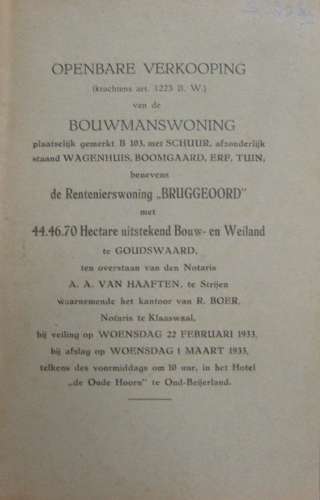 OPENBARE VERKOOPING
(krachtens art. 1223 B. W.)
van de
BOUWMANSWONING
plaatselijk gemerkt B 103, met SCHUUR, afzonderlijk
staand WAGENHUIS, BOOMGAARD, ERF, TUIN,
benevens
de Rentenierswoning „BRUGGEOORD”
met
44.46.70 Hectare uitstekend Bouw- en Weiland
te GOUDSWAARD,
ten overstaan van den Notaris
A. A. VAN HAAFTEN, te Strijen
waarnemende het kantoor van R. BOER,
Notaris te Klaaswaal,
bij veiling op WOENSDAG 22 FEBRUARI 1933,
bij afslag op WOENSDAG 1 MAART 1933,
telkens des voormiddags om 10 uur, in het Hotel
„de Oude Hoorn” te Oud-Beijerland.